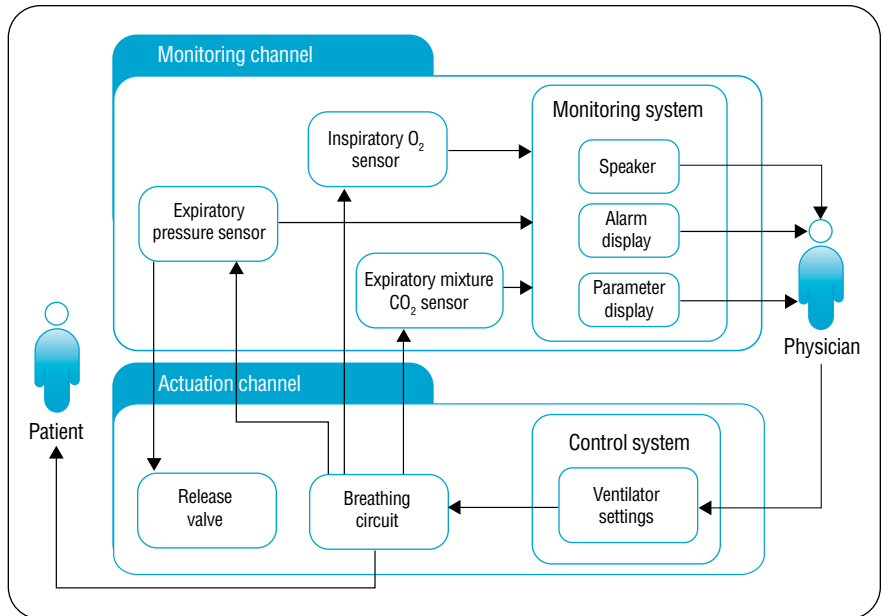 Monitoring channel
Monitoring system
Inspiratory O₂
sensor
Speaker
Expiratory
pressure sensor
Alarm
display
Expiratory mixture
CO₂ sensor
Parameter
display
Physician
Patient
Actuation channel
Control system
Release
valve
Breathing
circuit
Ventilator
settings